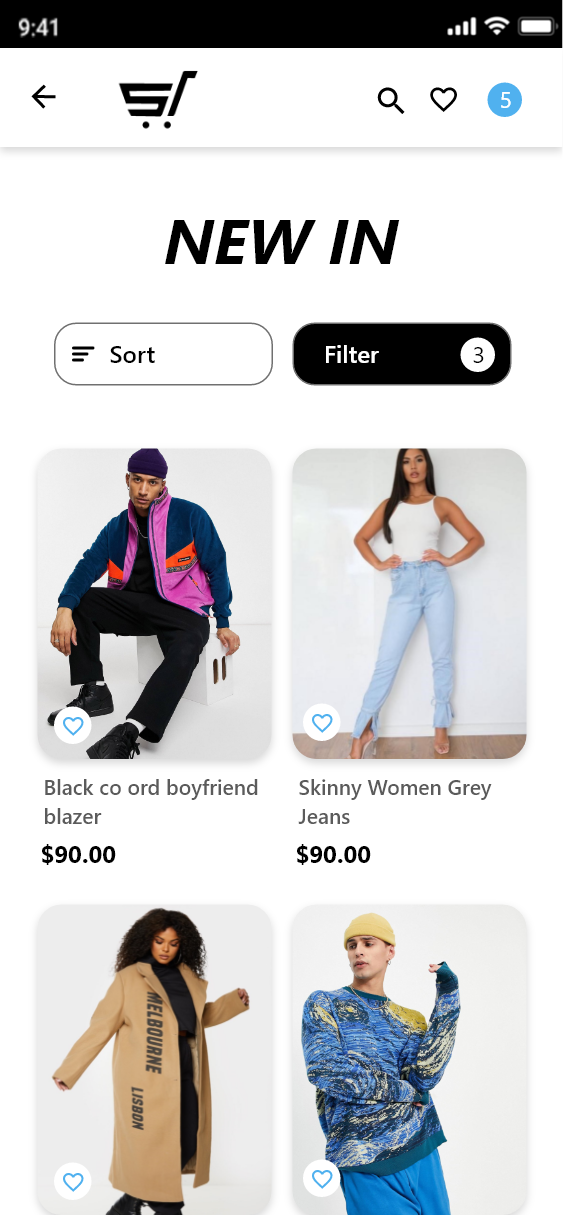 9:41
5
NEW IN
Sort
Filter
3
Black co ord boyfriend
blazer
$90.00
Skinny Women Grey
Jeans
$90.00
MELBOURNE
LISBON